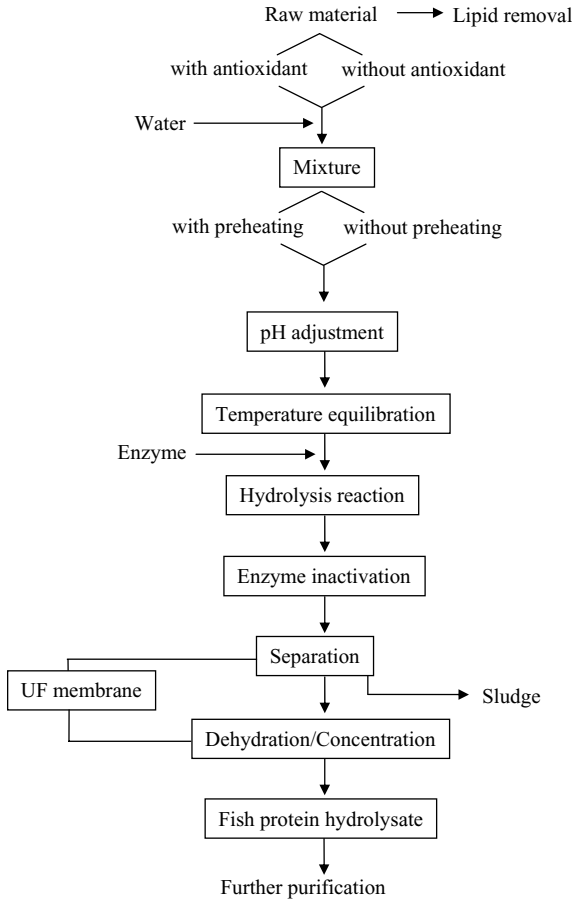 Raw material
Lipid removal
with antioxidant
without antioxidant
Water
Mixture
with preheating
without preheating
pH adjustment
Temperature equilibration
Enzyme
Hydrolysis reaction
Enzyme inactivation
Separation
UF membrane
Sludge
Dehydration/Concentration
Fish protein hydrolysate
Further purification